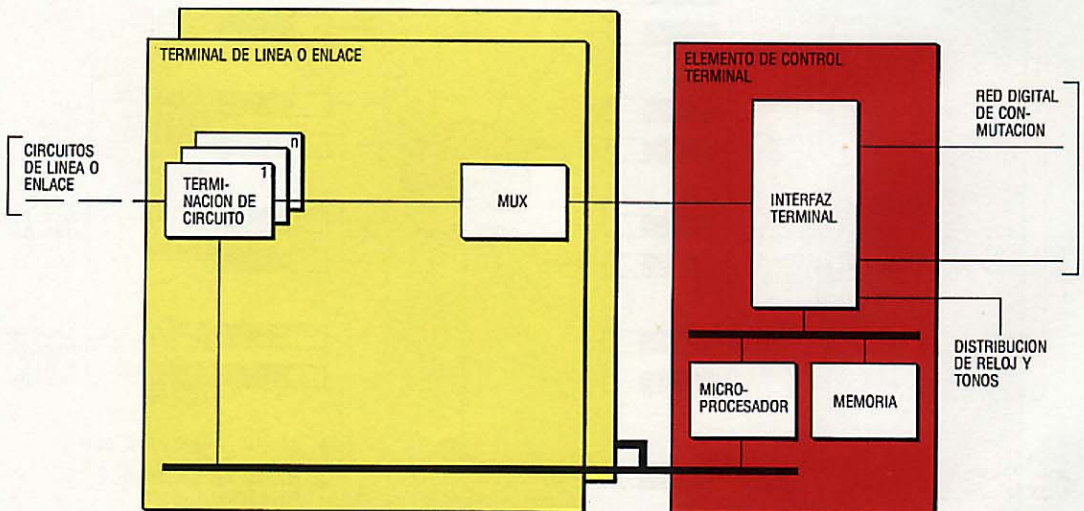 TERMINAL DE LINEA O ENLACE
ELEMENTO DE CONTROL
TERMINAL
RED DIGITAL
DE CON-
MUTACION
CIRCUITOS
DE LINEA O
ENLACE
n
1
TERMI-
NACION DE
CIRCUITO
MUX
INTERFAZ
TERMINAL
DISTRIBUCION
DE RELOJ Y
TONOS
MICRO-
PROCESADOR
MEMORIA